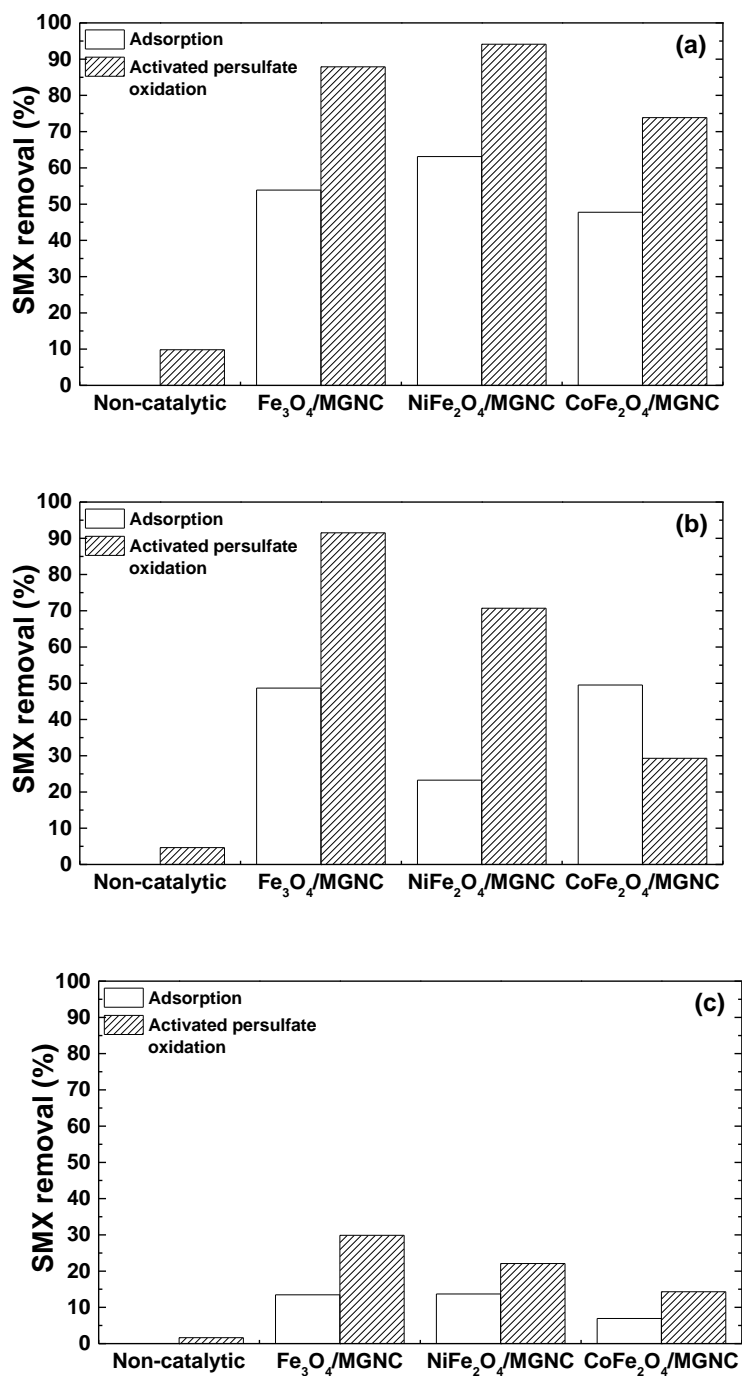 (a)
Adsorption
Activated persulfate
oxidation
SMX removal (%)
100
90
80
70
60
50
40
30
20
10
0
Non-catalytic Fe₃O₄/MGNC NiFe₂O₄/MGNC CoFe₂O₄/MGNC
(b)
Adsorption
Activated persulfate
oxidation
SMX removal (%)
100
90
80
70
60
50
40
30
20
10
0
Non-catalytic Fe₃O₄/MGNC NiFe₂O₄/MGNC CoFe₂O₄/MGNC
(c)
Adsorption
Activated persulfate
oxidation
SMX removal (%)
100
90
80
70
60
50
40
30
20
10
0
Non-catalytic Fe₃O₄/MGNC NiFe₂O₄/MGNC CoFe₂O₄/MGNC